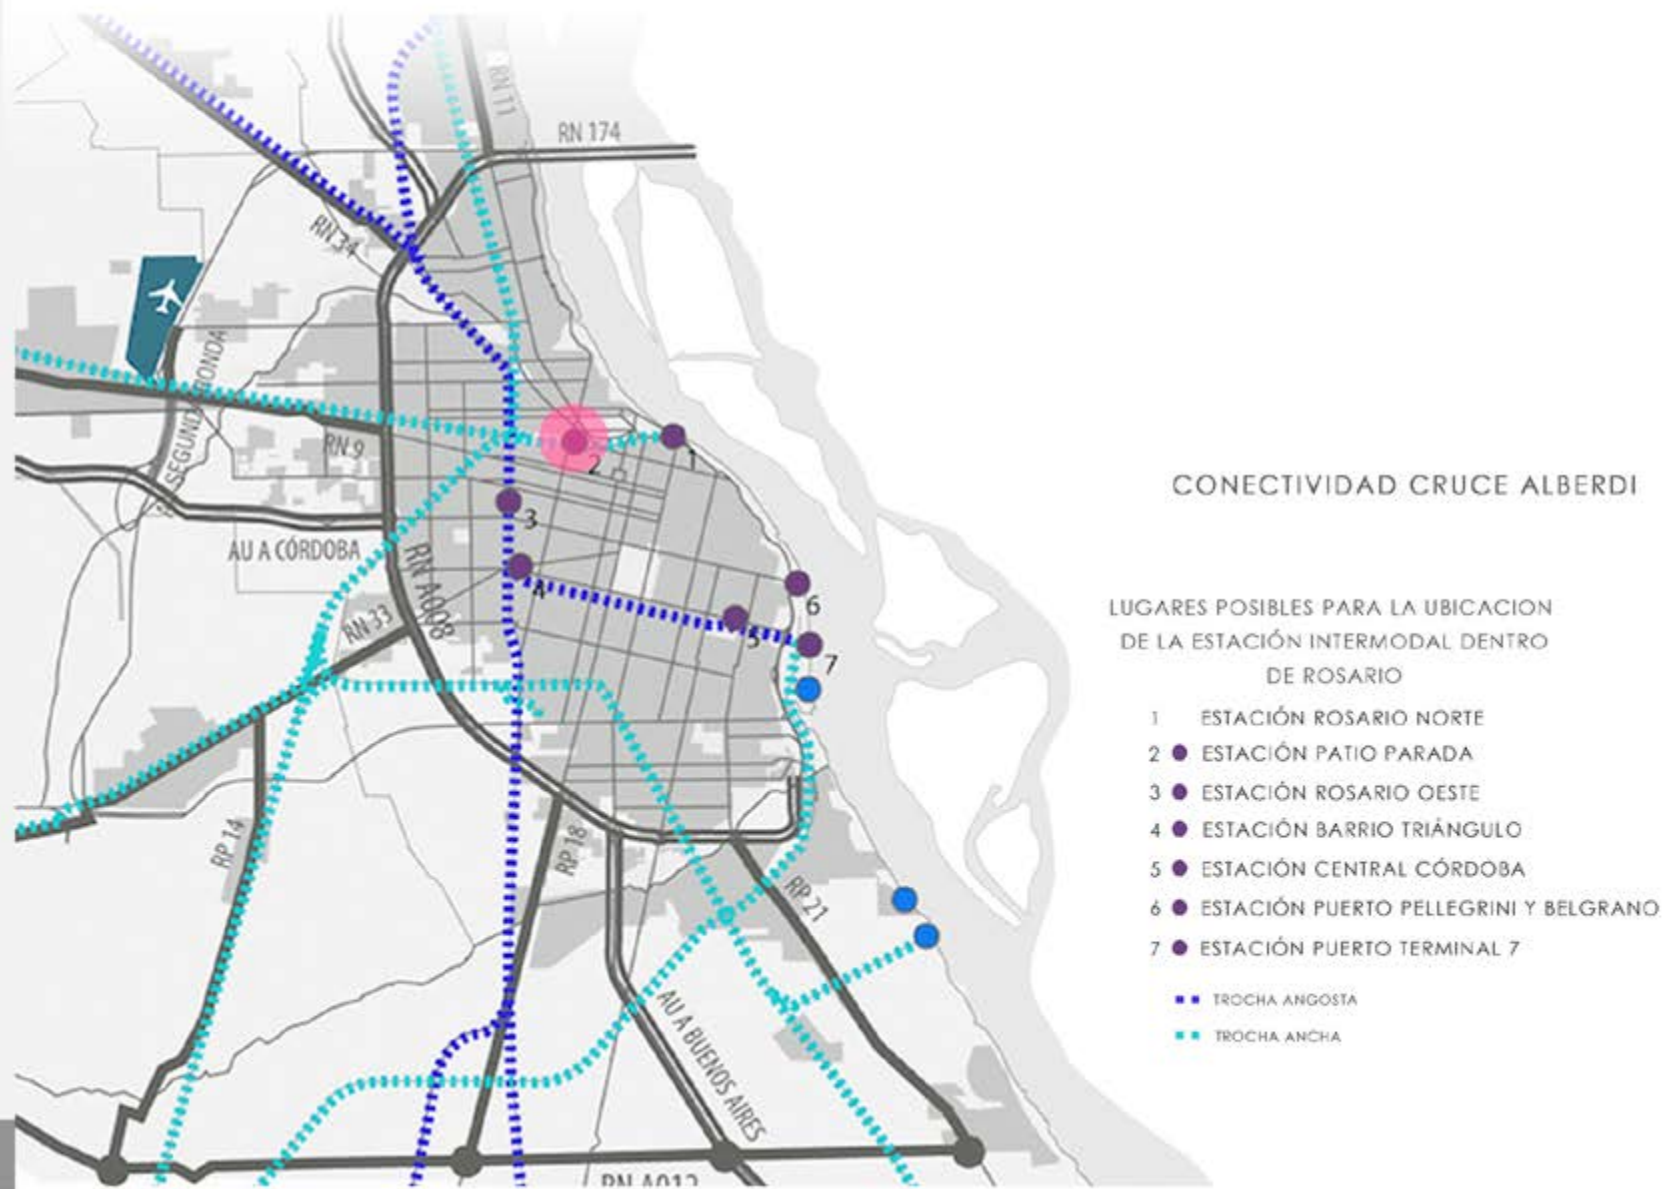 RN 11
RN 174
RN 34
SEGUNDA RONDA
RN 9
2
1
3
AU A CÓRDOBA
RN A008
4
6
RN 33
5
7
RP 14
RP 18
RP 21
AU A BUENOS AIRES
RN A012
CONECTIVIDAD CRUCE ALBERDI
LUGARES POSIBLES PARA LA UBICACION
DE LA ESTACIÓN INTERMODAL DENTRO
DE ROSARIO
1 ESTACIÓN ROSARIO NORTE
2 ESTACIÓN PATIO PARADA
3 ESTACIÓN ROSARIO OESTE
4 ESTACIÓN BARRIO TRIÁNGULO
5 ESTACIÓN CENTRAL CÓRDOBA
6 ESTACIÓN PUERTO PELLEGRINI Y BELGRANO
7 ESTACIÓN PUERTO TERMINAL 7
TROCHA ANGOSTA
TROCHA ANCHA